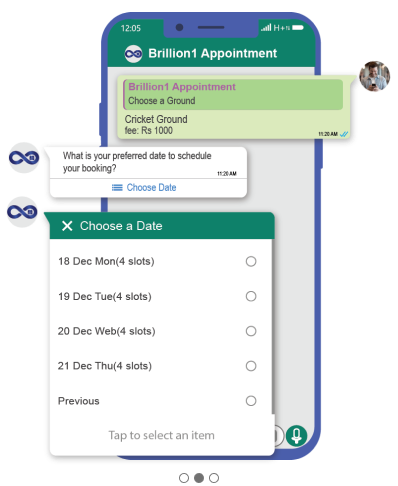 12:05
H+
Brillion1 Appointment
Brillion1 Appointment
Choose a Ground
Cricket Ground
fee: Rs 1000
11:20 AM
What is your preferred date to schedule
your booking?
11:20 AM
Choose Date
Choose a Date
18 Dec Mon(4 slots)
19 Dec Tue(4 slots)
20 Dec Web(4 slots)
21 Dec Thu(4 slots)
Previous
Tap to select an item